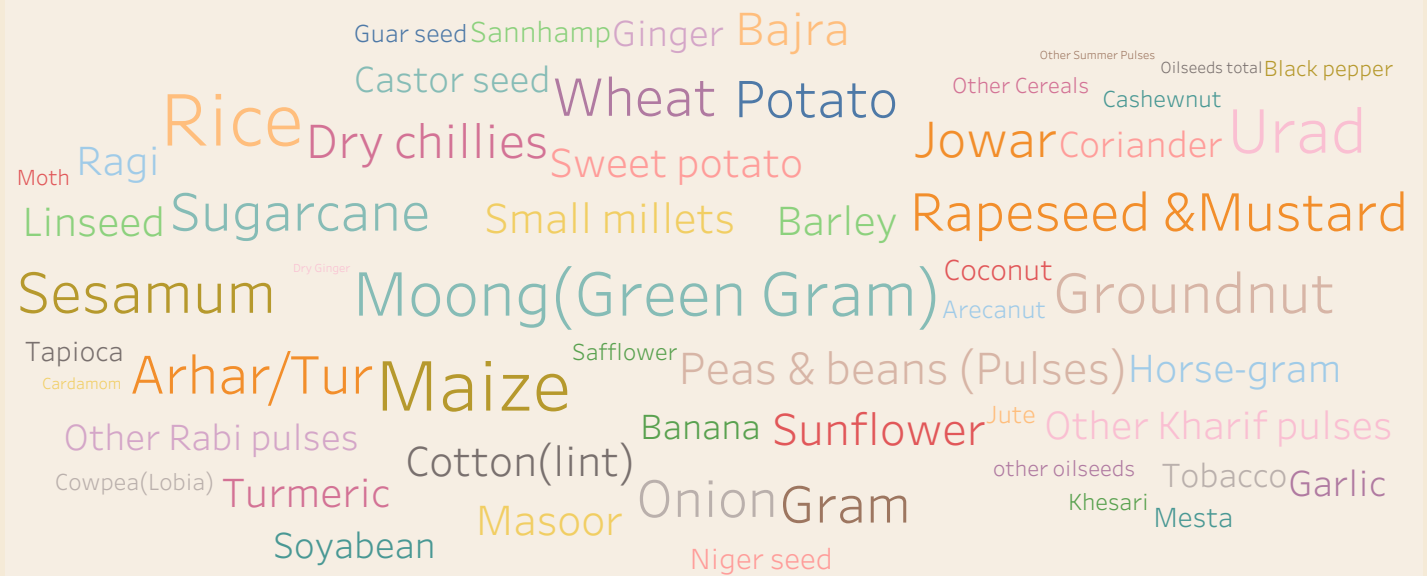 Guar seed Sannhamp Ginger Bajra
Other Summer Pulses
Oilseeds total Black pepper
Castor seed Wheat Potato Other Cereals Cashewnut
Rice Dry chillies Sweet potato Jowar Coriander Urad
Moth Ragi
Linseed Sugarcane Small millets Barley Rapeseed &Mustard
Sesamum Dry Ginger Moong(Green Gram) Coconut Groundnut
Arecanut
Tapioca Safflower
Cardamom Arhar/Tur Maize Peas & beans (Pulses) Horse-gram
Banana Sunflower Jute Other Kharif pulses
Other Rabi pulses Cotton(lint) other oilseeds Tobacco Garlic
Cowpea(Lobia) Turmeric Onion Gram Khesari Mesta
Soyabean Masoor
Niger seed